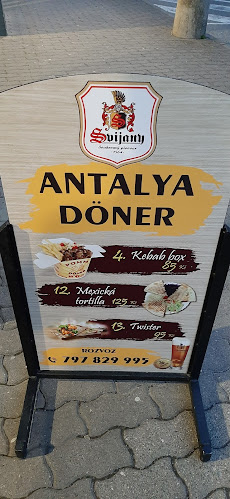 Svijany
ANTALYA
DÖNER
4. Kebab box
85 Kč
12. Mexická
tortilla 125 Kč
13. Twister
95 Kč
ROZVOZ
797 829 995